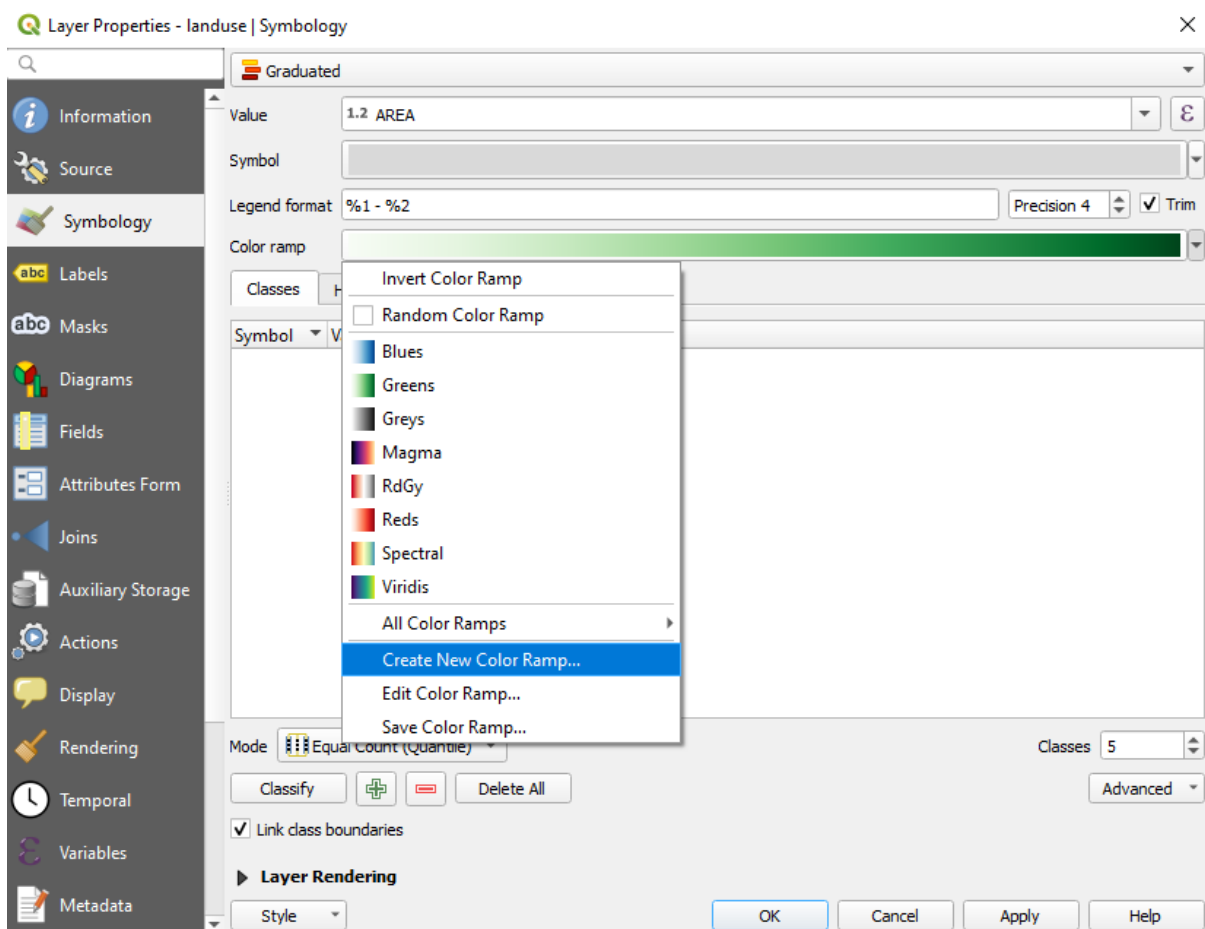 Layer Properties - landuse | Symbology
Information
Source
Symbology
abc Labels
abc Masks
Diagrams
Fields
Attributes Form
Joins
Auxiliary Storage
Actions
Display
Rendering
Temporal
Variables
Metadata
Graduated
Value 1.2 AREA ε
Symbol
Legend format %1 - %2 Precision 4 Trim
Color ramp
Classes H
Symbol V
Invert Color Ramp
Random Color Ramp
Blues
Greens
Greys
Magma
RdGy
Reds
Spectral
Viridis
All Color Ramps
Create New Color Ramp...
Edit Color Ramp...
Save Color Ramp...
Mode Equal Count (Quantile) Classes 5
Classify Delete All Advanced
Link class boundaries
Layer Rendering
Style OK Cancel Apply Help